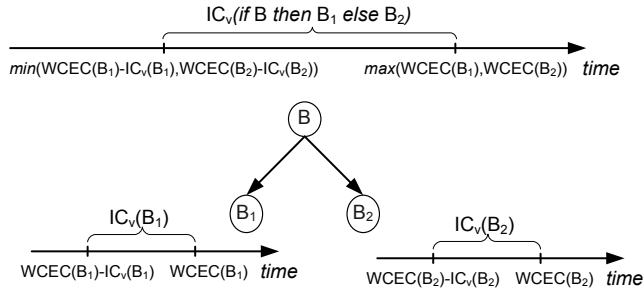 ICᵥ(if B then B₁ else B₂)
min(WCEC(B₁)-ICᵥ(B₁),WCEC(B₂)-ICᵥ(B₂)) max(WCEC(B₁),WCEC(B₂)) time
B
B₁ B₂
ICᵥ(B₁) ICᵥ(B₂)
WCEC(B₁)-ICᵥ(B₁) WCEC(B₁) time WCEC(B₂)-ICᵥ(B₂) WCEC(B₂) time